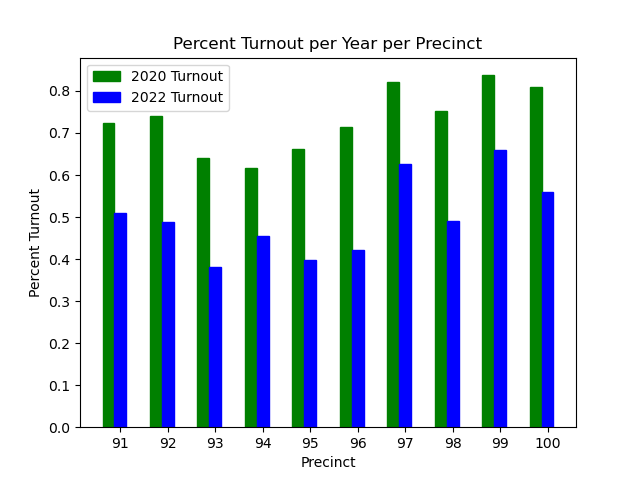 Percent Turnout per Year per Precinct
2020 Turnout
2022 Turnout
Percent Turnout
0.8
0.7
0.6
0.5
0.4
0.3
0.2
0.1
0.0
91 92 93 94 95 96 97 98 99 100
Precinct